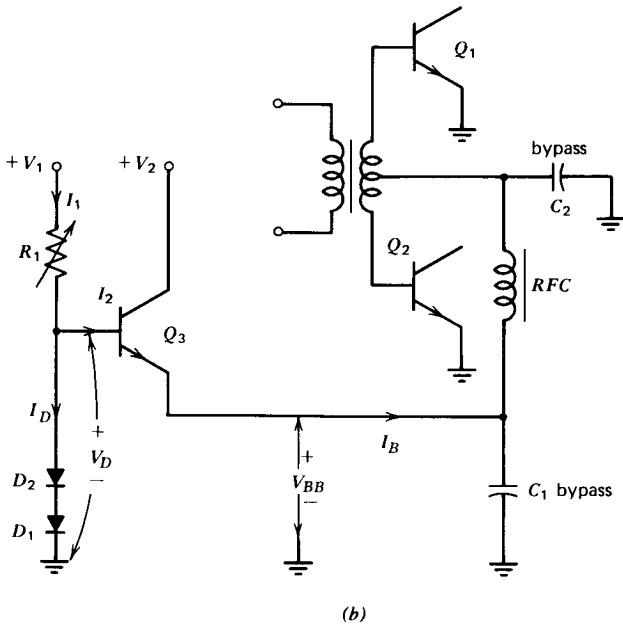 Q1
+ V1
+ V2
bypass
C2
I1
R1
Q2
RFC
I2
Q3
ID
+
VD
−
IB
+
VBB
−
D2
D1
C1 bypass
(b)